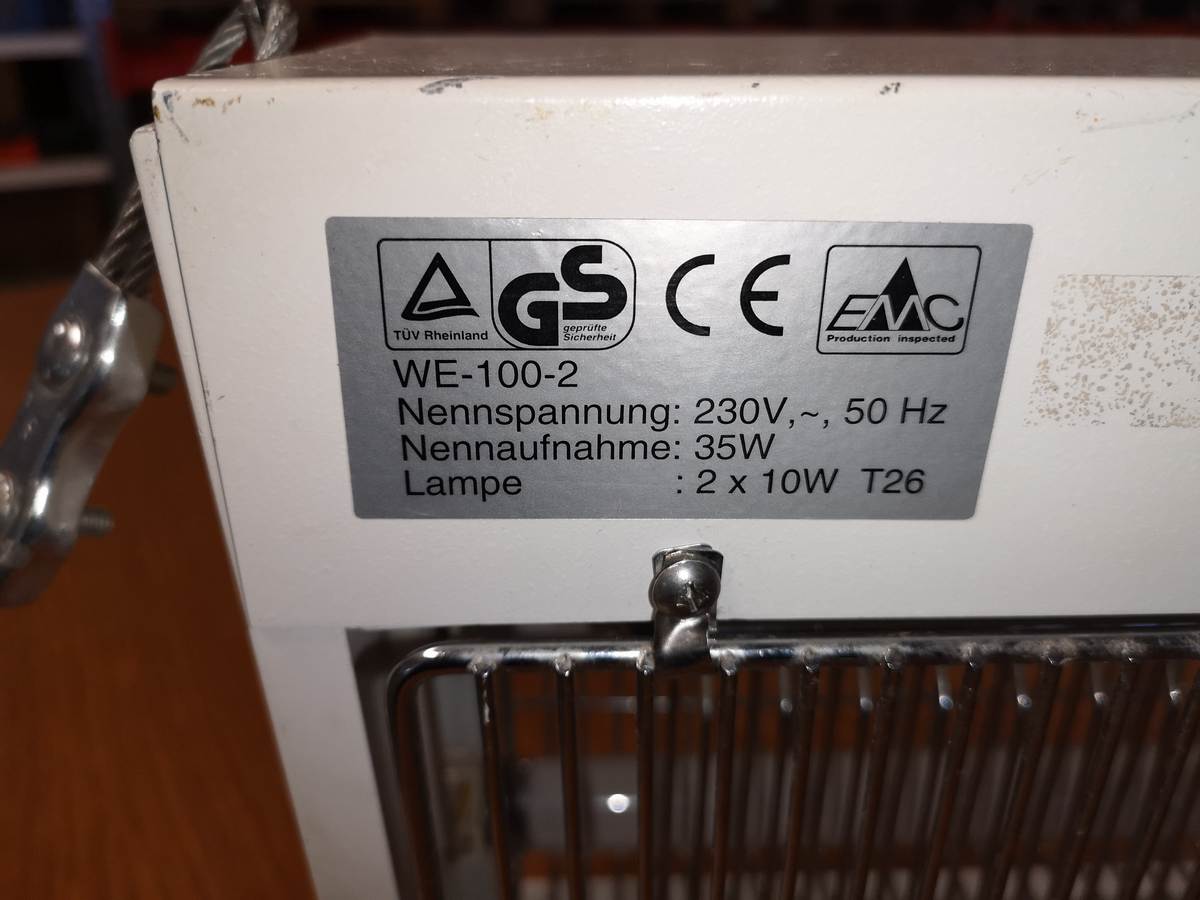 TÜV Rheinland
GS
geprüfte
Sicherheit
CE
EMC
Production inspected
WE-100-2
Nennspannung: 230V,~, 50 Hz
Nennaufnahme: 35W
Lampe : 2 x 10W T26